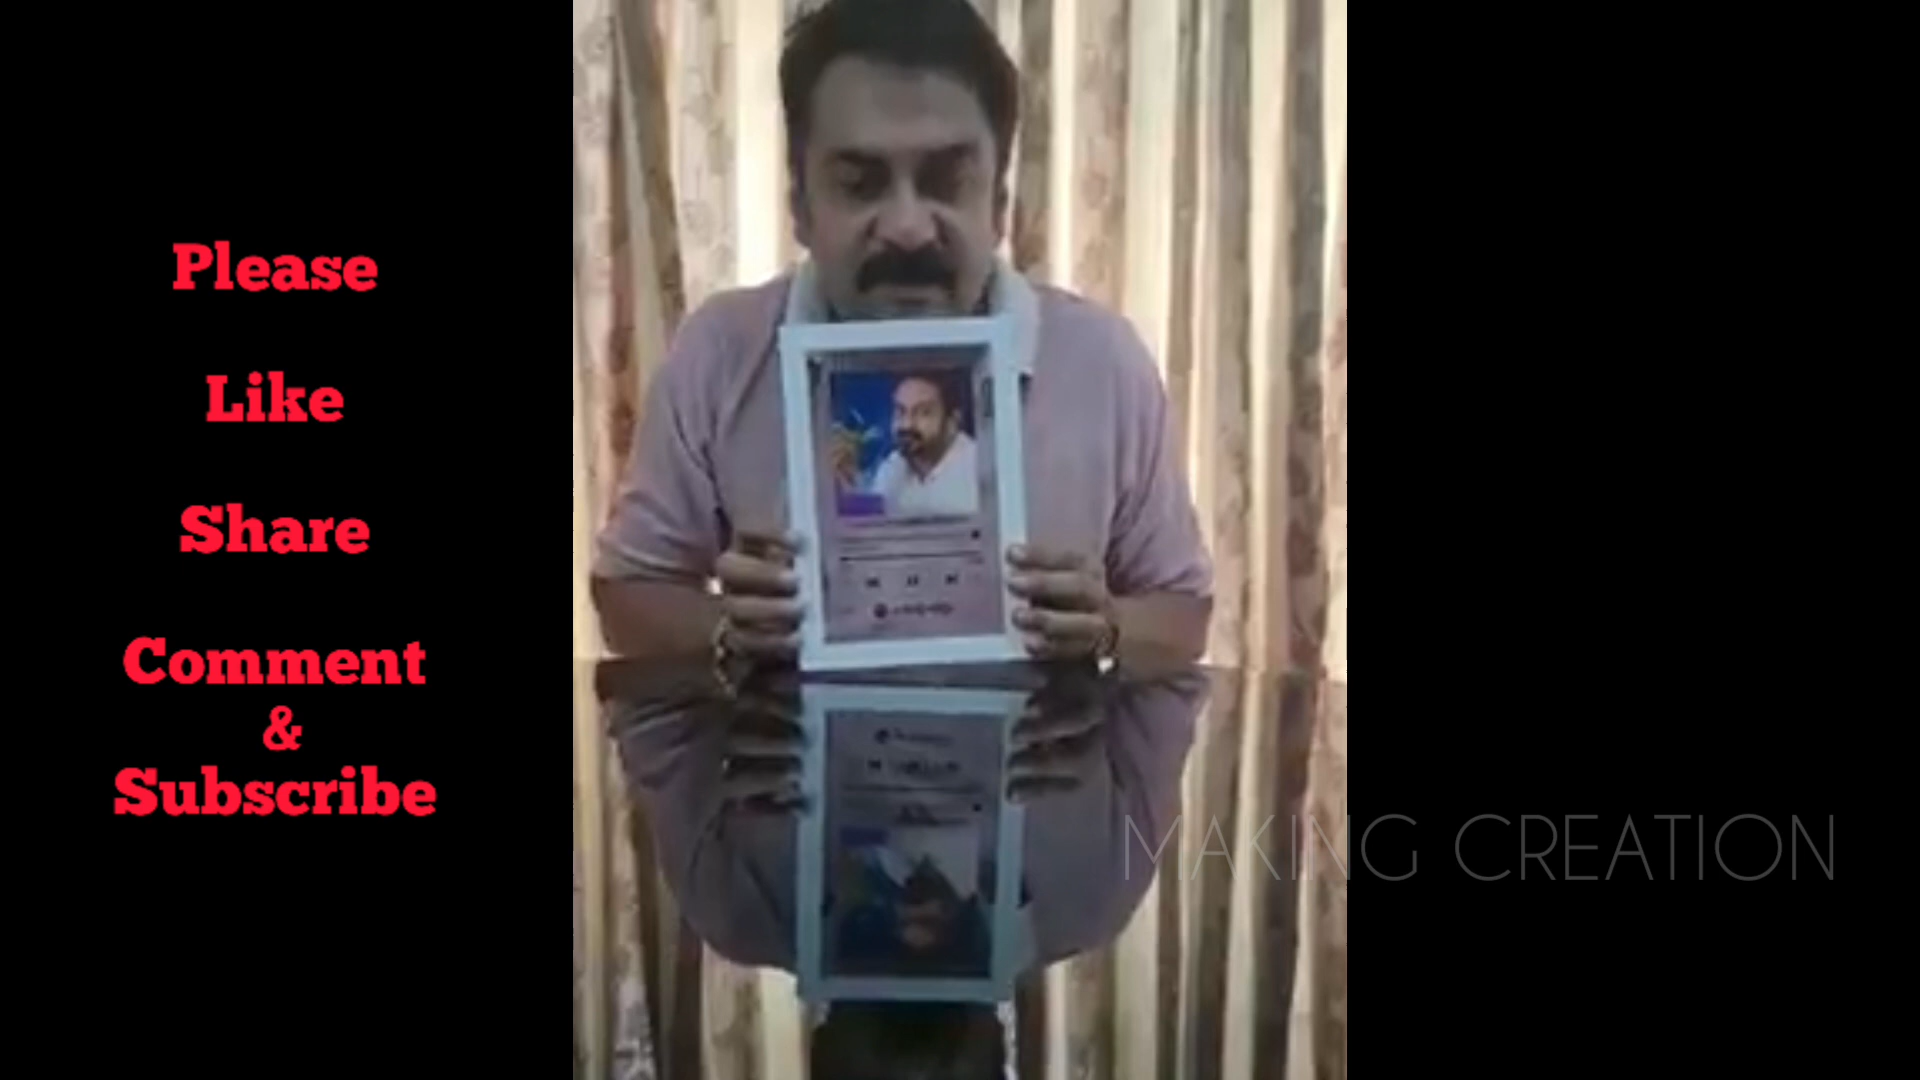 Please
Like
Share
Comment
&
Subscribe
MAKING CREATION